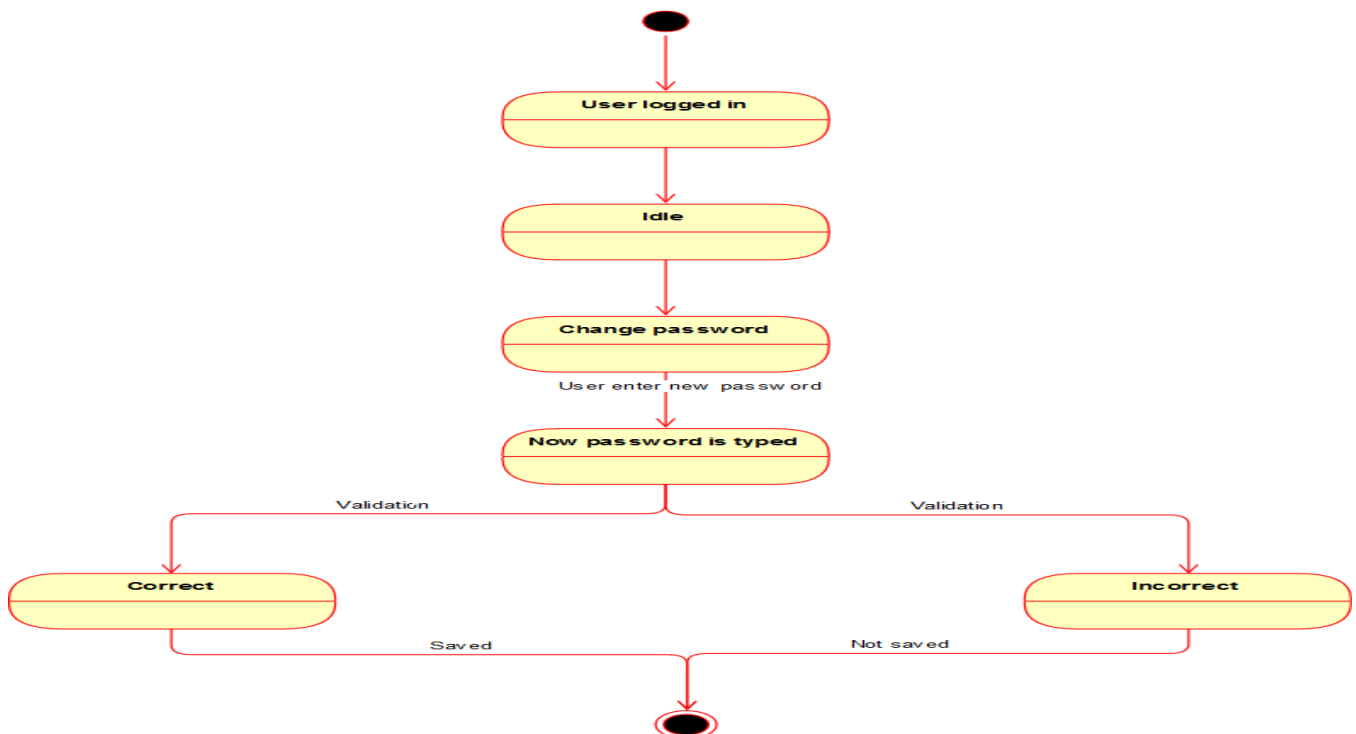 User logged in
Idle
Change password
User enter new password
Now password is typed
Validation
Validation
Correct
Incorrect
Saved
Not saved